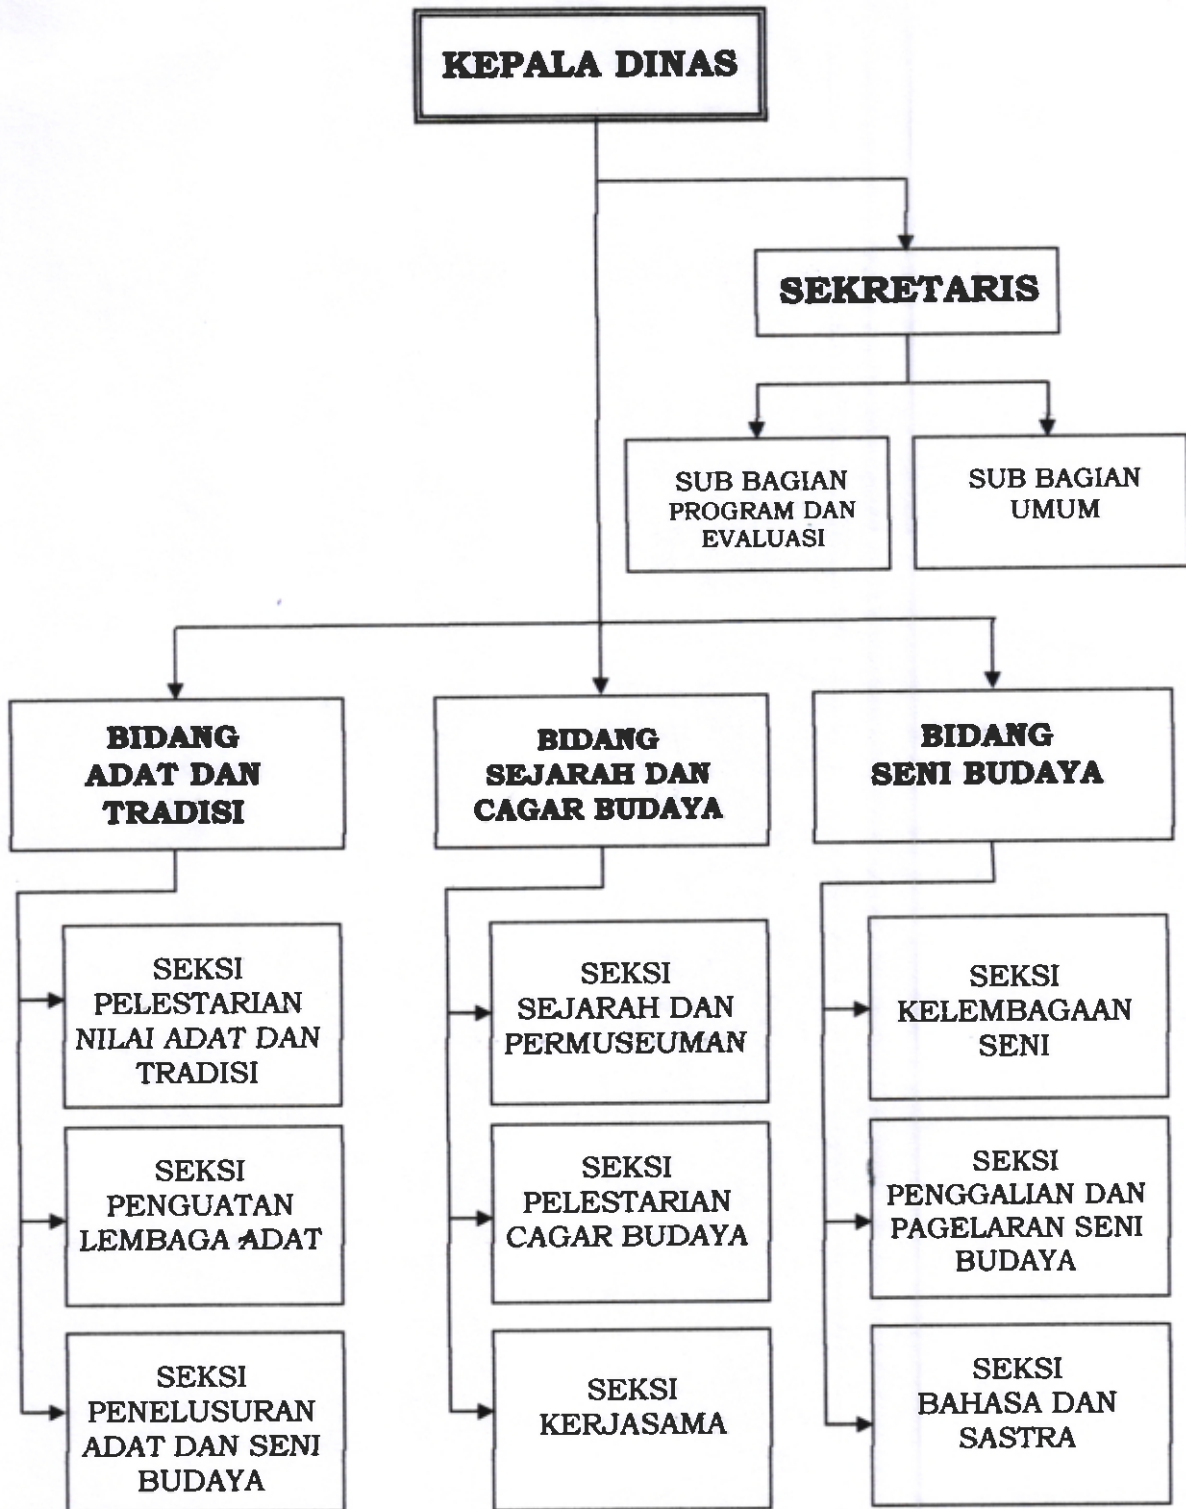 KEPALA DINAS
SEKRETARIS
SUB BAGIAN
PROGRAM DAN
EVALUASI
SUB BAGIAN
UMUM
BIDANG
ADAT DAN
TRADISI
BIDANG
SEJARAH DAN
CAGAR BUDAYA
BIDANG
SENI BUDAYA
SEKSI
PELESTARIAN
NILAI ADAT DAN
TRADISI
SEKSI
PENGUATAN
LEMBAGA ADAT
SEKSI
PENELUSURAN
ADAT DAN SENI
BUDAYA
SEKSI
SEJARAH DAN
PERMUSEUMAN
SEKSI
PELESTARIAN
CAGAR BUDAYA
SEKSI
KERJASAMA
SEKSI
KELEMBAGAAN
SENI
SEKSI
PENGGALIAN DAN
PAGELARAN SENI
BUDAYA
SEKSI
BAHASA DAN
SASTRA